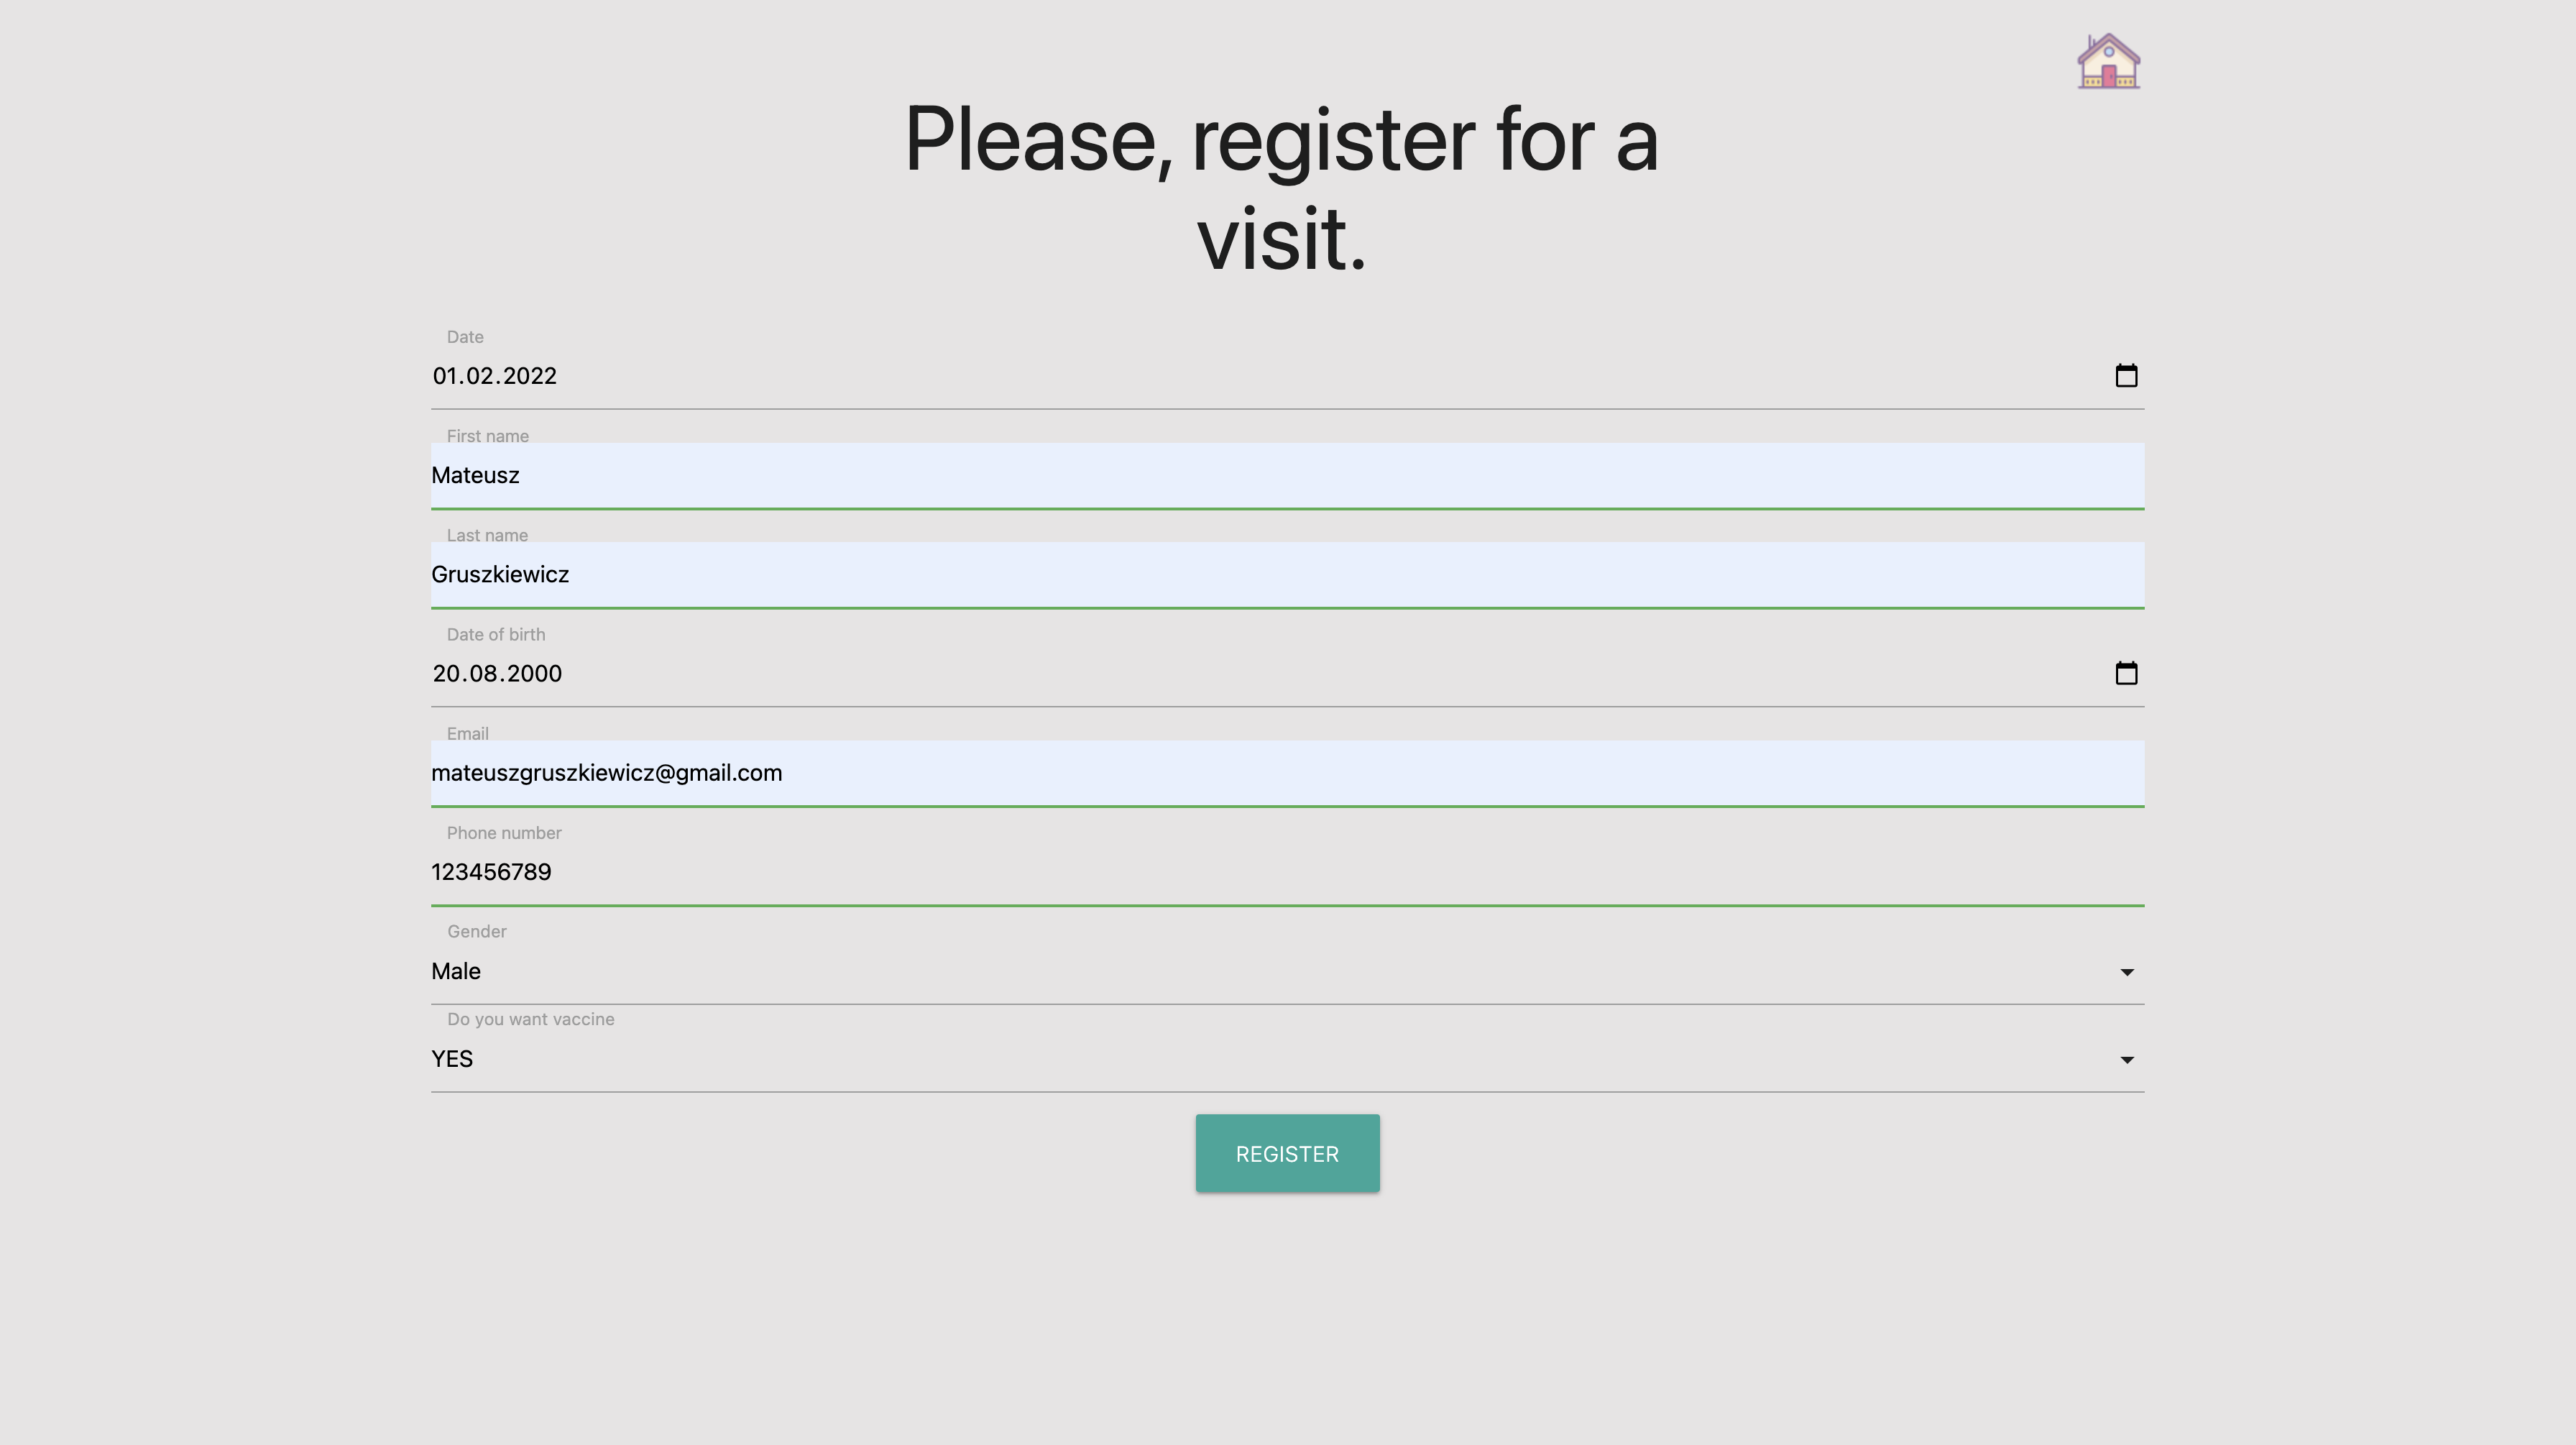 Please, register for a
visit.
Date
01.02.2022
First name
Mateusz
Last name
Gruszkiewicz
Date of birth
20.08.2000
Email
mateuszgruszkiewicz@gmail.com
Phone number
123456789
Gender
Male
Do you want vaccine
YES
REGISTER